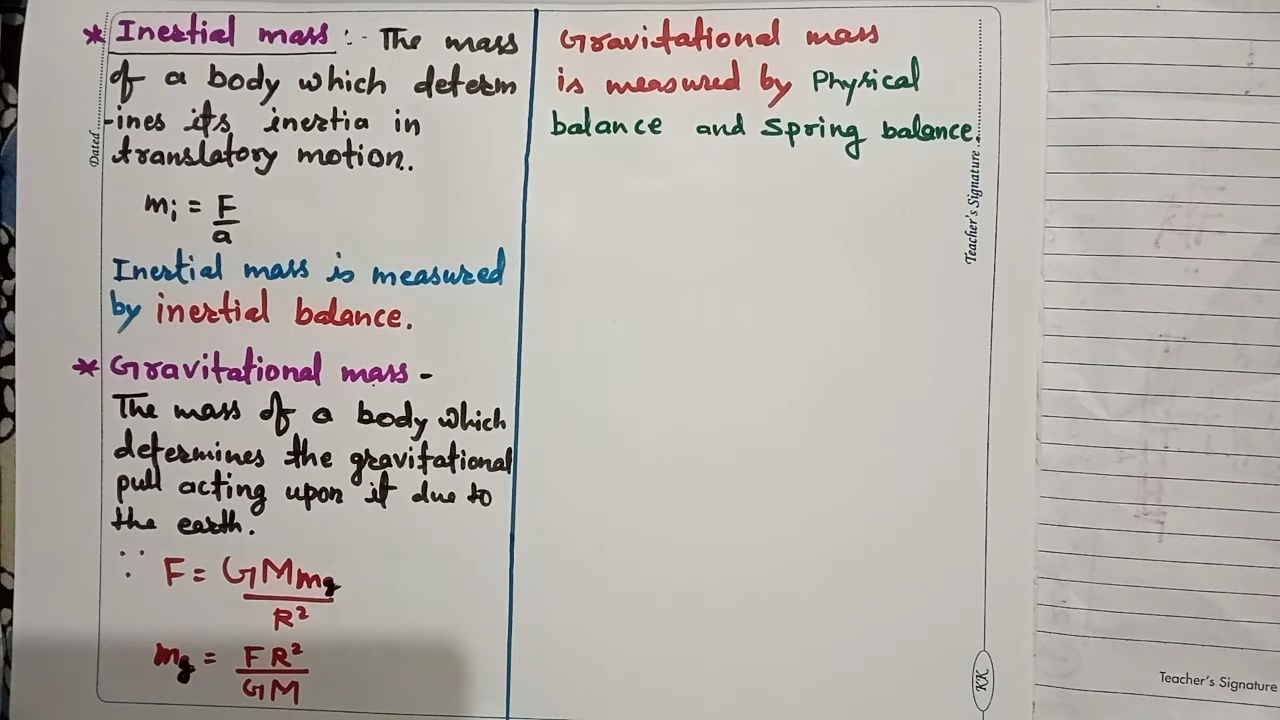 * Inertial mass :- The mass
of a body which determ
-ines its inertia in
translatory motion..
mi = F
a
Inertial mass is measured
by inertial balance.
* Gravitational mass -
The mass of a body which
determines the gravitational
pull acting upon it due to
the earth.
∵ F = GMmg
R²
mg = FR²
GM
Gravitational mass
is measured by Physical
balance and Spring balance.
Dated
Teacher's Signature
KK
Teacher's Signature